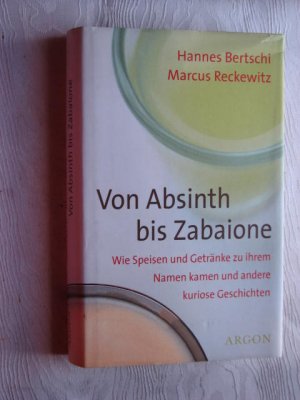 Hannes Bertschi
Marcus Reckewitz
Von Absinth
bis Zabaione
Wie Speisen und Getränke zu ihrem
Namen kamen und andere
kuriose Geschichten
ARGON
Von Absinth bis Zabaione